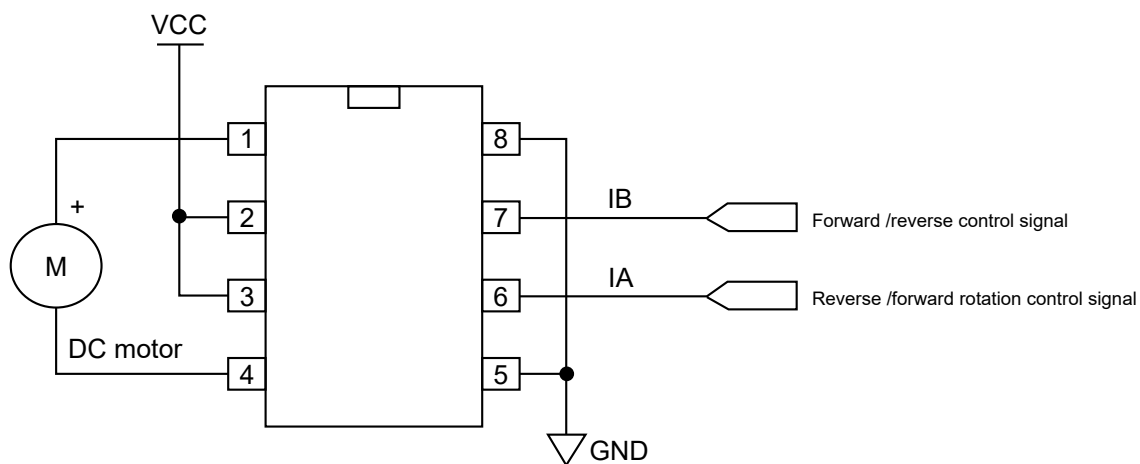 VCC
1
8
+
IB
2
7
Forward /reverse control signal
M
IA
3
6
Reverse /forward rotation control signal
DC motor
4
5
GND